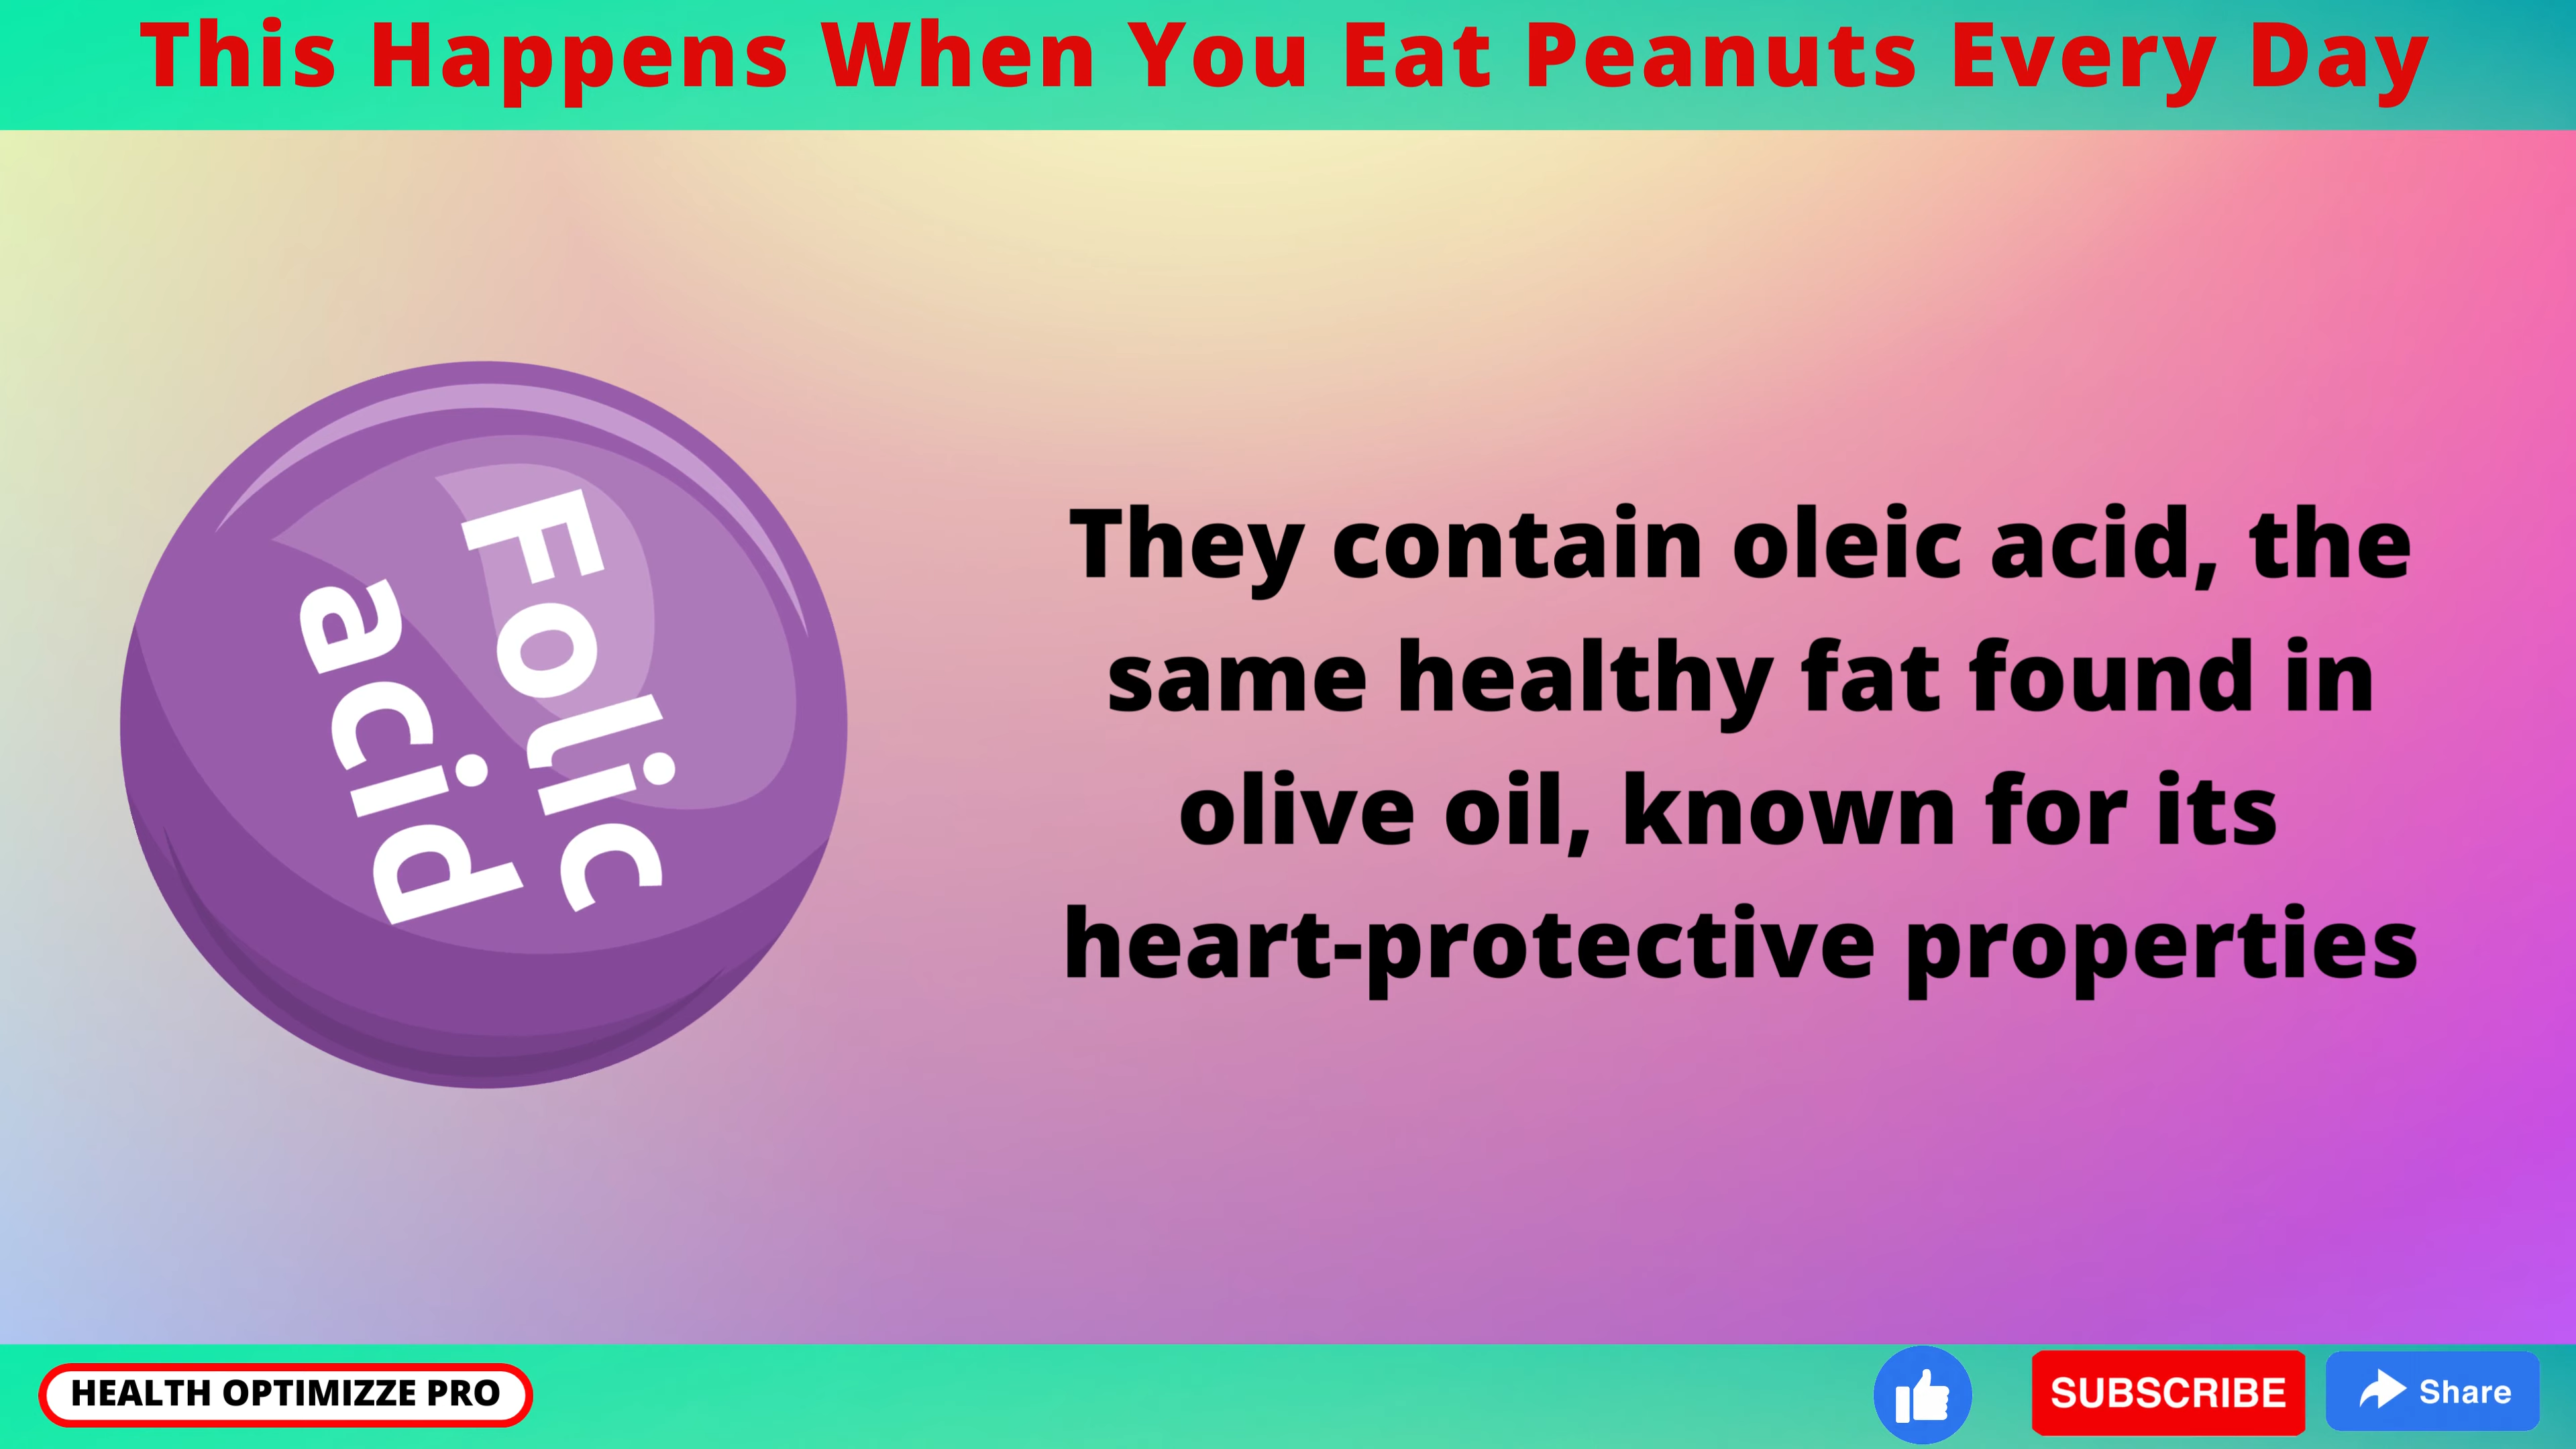 This Happens When You Eat Peanuts Every Day
Folic
acid
They contain oleic acid, the
same healthy fat found in
olive oil, known for its
heart-protective properties
HEALTH OPTIMIZZE PRO
SUBSCRIBE
Share